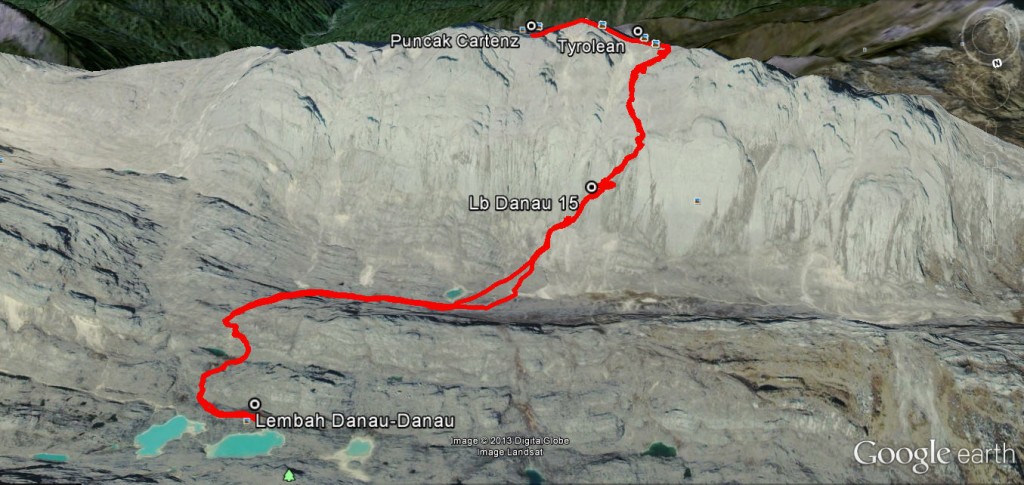 Puncak Cartenz
Tyrolean
N
Lb Danau 15
Lembah Danau-Danau
Image © 2013 DigitalGlobe
Image Landsat
Google earth